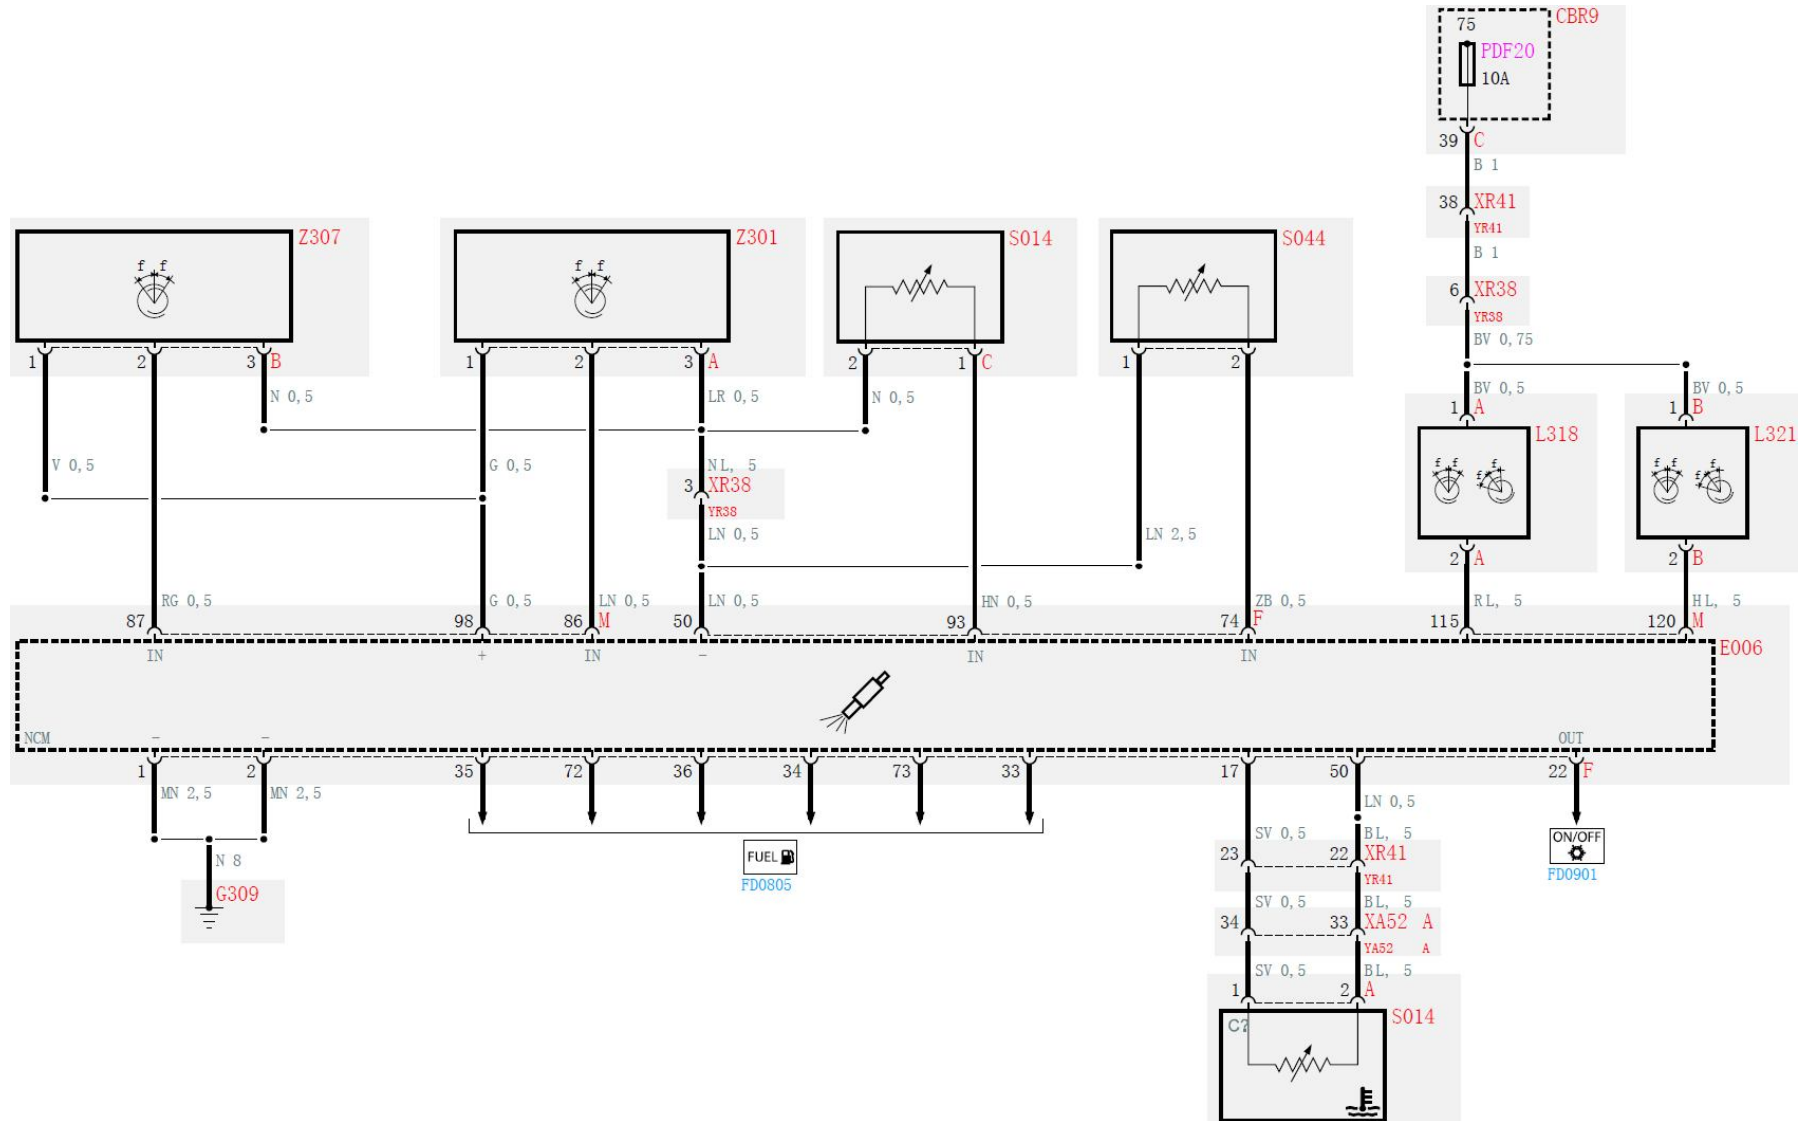 CBR9
75
PDF20
10A
39 C
B 1
38 XR41
YR41
B 1
6 XR38
YR38
BV 0,75
Z307
f f
Z301
f f
S014
S044
1 2 3 B
1 2 3 A
2 1 C
1 2
N 0,5
LR 0,5
N 0,5
BV 0,5
BV 0,5
1 A
1 B
L318
L321
f f f f
f f f f
V 0,5
G 0,5
NL, 5
3 XR38
YR38
LN 0,5
LN 2,5
2 A
2 B
RG 0,5
G 0,5
LN 0,5
LN 0,5
HN 0,5
ZB 0,5
RL, 5
HL, 5
87 98 86 M 50 93 74 F 115 120 M
E006
IN + IN - IN IN
NCM - - OUT
1 2 35 72 36 34 73 33 17 50 22 F
MN 2,5
MN 2,5
LN 0,5
N 8
G309
FUEL
FD0805
ON/OFF
FD0901
SV 0,5
BL, 5
23 22 XR41
YR41
SV 0,5
BL, 5
34 33 XA52 A
YA52 A
SV 0,5
BL, 5
1 2 A
S014